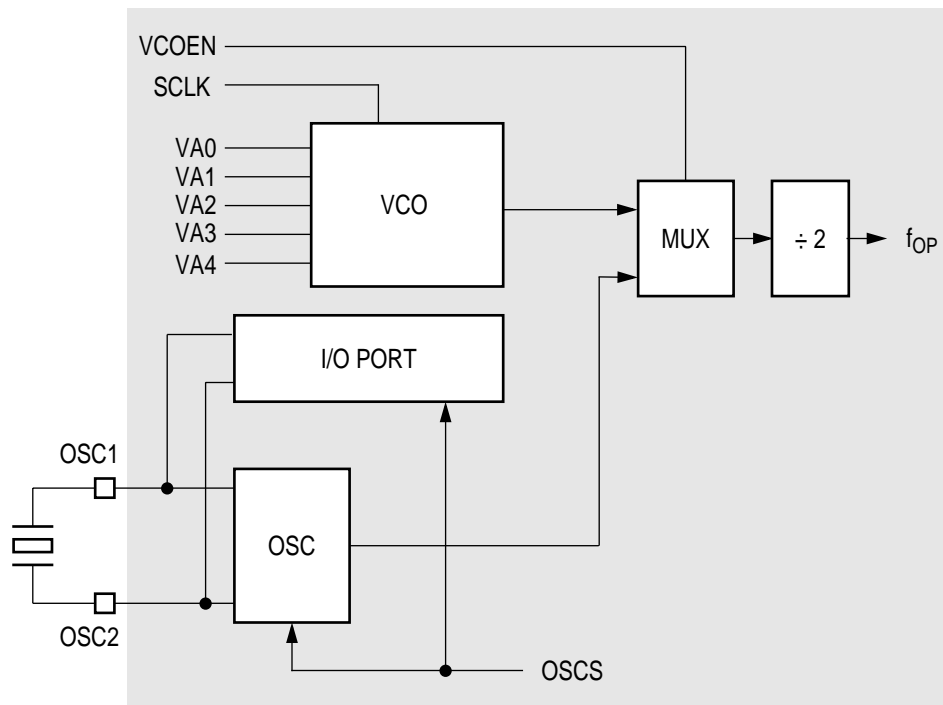 VCOEN
SCLK
VA0
VA1
VA2
VA3
VA4
VCO
MUX
÷ 2
fOP
I/O PORT
OSC1
OSC
OSC2
OSCS